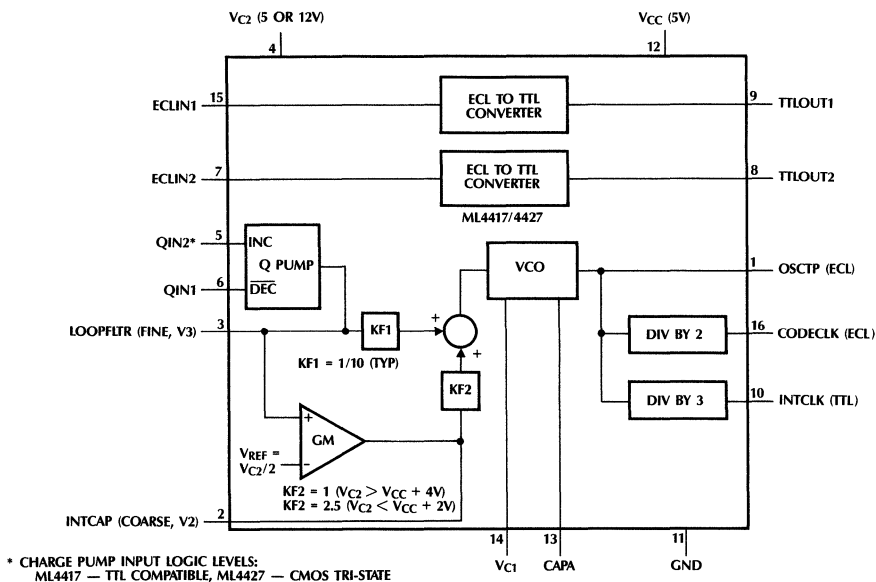 VC2 (5 OR 12V)
VCC (5V)
4
12
ECLIN1
15
ECL TO TTL
CONVERTER
9
TTLOUT1
ECLIN2
7
ECL TO TTL
CONVERTER
8
TTLOUT2
ML4417/4427
QIN2*
5
INC
Q PUMP
VCO
1
OSCTP (ECL)
QIN1
6
DEC
LOOPFLTR (FINE, V3)
3
KF1
+
DIV BY 2
16
CODECLK (ECL)
KF1 = 1/10 (TYP)
+
KF2
DIV BY 3
10
INTCLK (TTL)
+
GM
VREF =
VC2/2
–
KF2 = 1 (VC2 > VCC + 4V)
KF2 = 2.5 (VC2 < VCC + 2V)
INTCAP (COARSE, V2)
2
14
13
11
VC1
CAPA
GND
* CHARGE PUMP INPUT LOGIC LEVELS:
ML4417 — TTL COMPATIBLE, ML4427 — CMOS TRI-STATE